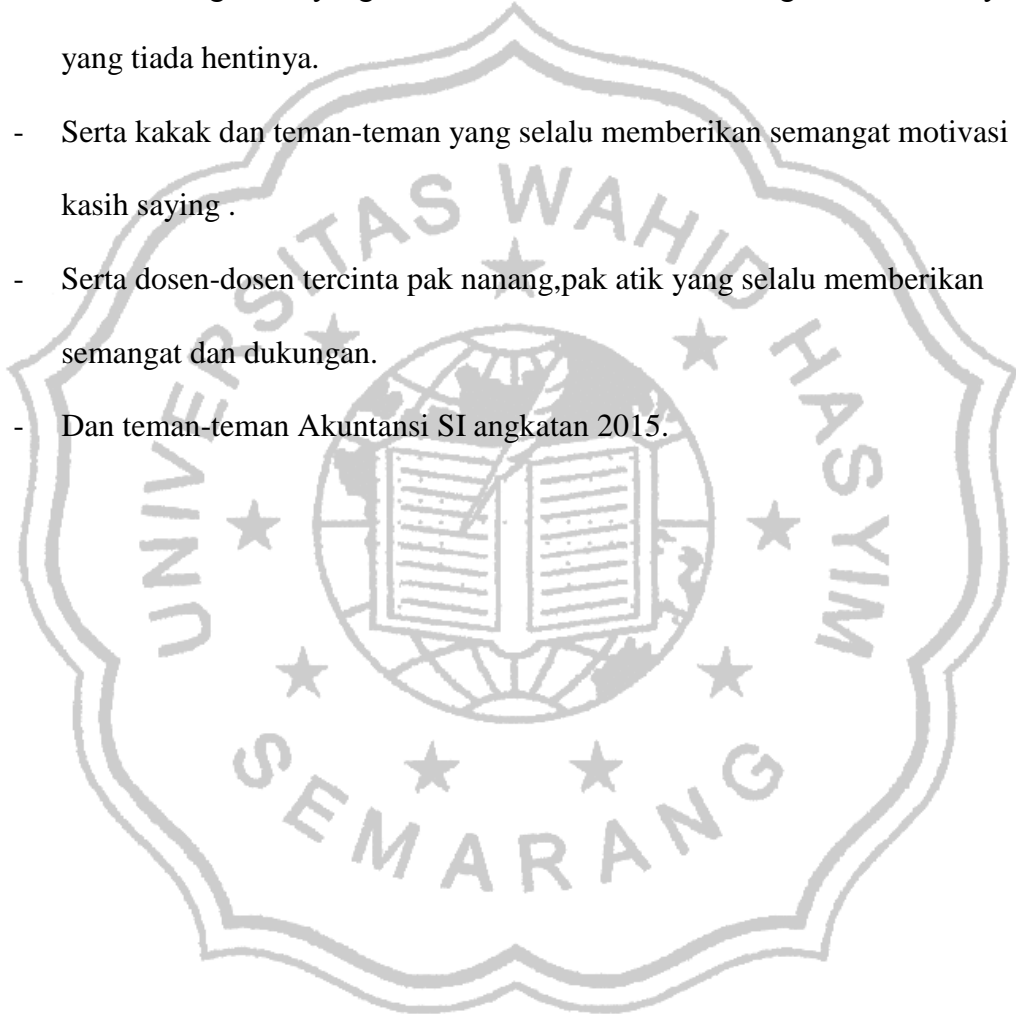 yang tiada hentinya.
- Serta kakak dan teman-teman yang selalu memberikan semangat motivasi
kasih saying .
- Serta dosen-dosen tercinta pak nanang,pak atik yang selalu memberikan
semangat dan dukungan.
- Dan teman-teman Akuntansi SI angkatan 2015.
UNIVERSITAS WAHID HASYIM
SEMARANG